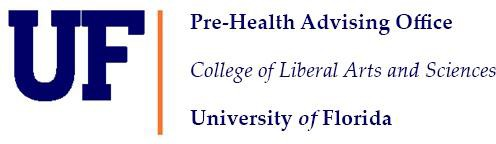 UF
Pre-Health Advising Office
College of Liberal Arts and Sciences
University of Florida